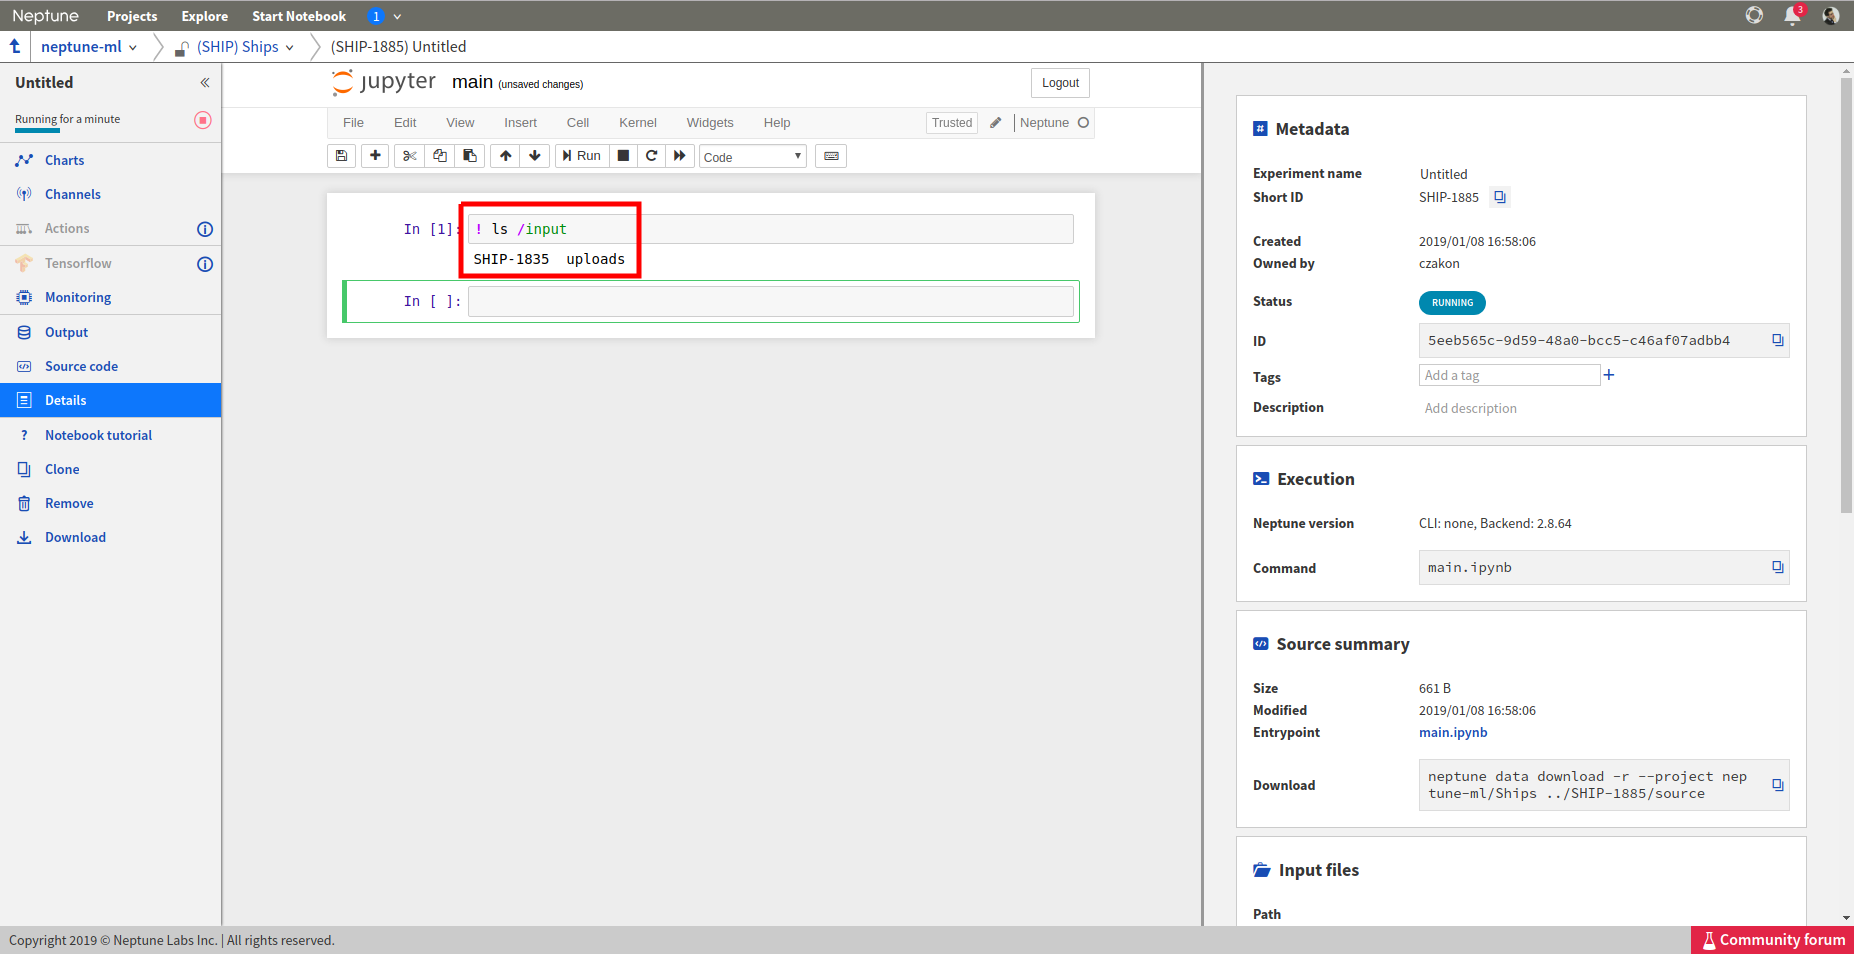 Neptune Projects Explore Start Notebook 1 3
neptune-ml (SHIP) Ships (SHIP-1885) Untitled
Untitled
Running for a minute
Charts
Channels
Actions
Tensorflow
Monitoring
Output
Source code
Details
? Notebook tutorial
Clone
Remove
Download
jupyter main (unsaved changes) Logout
File Edit View Insert Cell Kernel Widgets Help Trusted Neptune
Run Code
In [1]: ! ls /input
SHIP-1835 uploads
In [ ]:
# Metadata
Experiment name Untitled
Short ID SHIP-1885
Created 2019/01/08 16:58:06
Owned by czakon
Status RUNNING
ID 5eeb565c-9d59-48a0-bcc5-c46af07adbb4
Tags Add a tag +
Description Add description
Execution
Neptune version CLI: none, Backend: 2.8.64
Command main.ipynb
Source summary
Size 661 B
Modified 2019/01/08 16:58:06
Entrypoint main.ipynb
Download neptune data download -r --project nep
tune-ml/Ships ../SHIP-1885/source
Input files
Path
Copyright 2019 © Neptune Labs Inc. | All rights reserved. Community forum